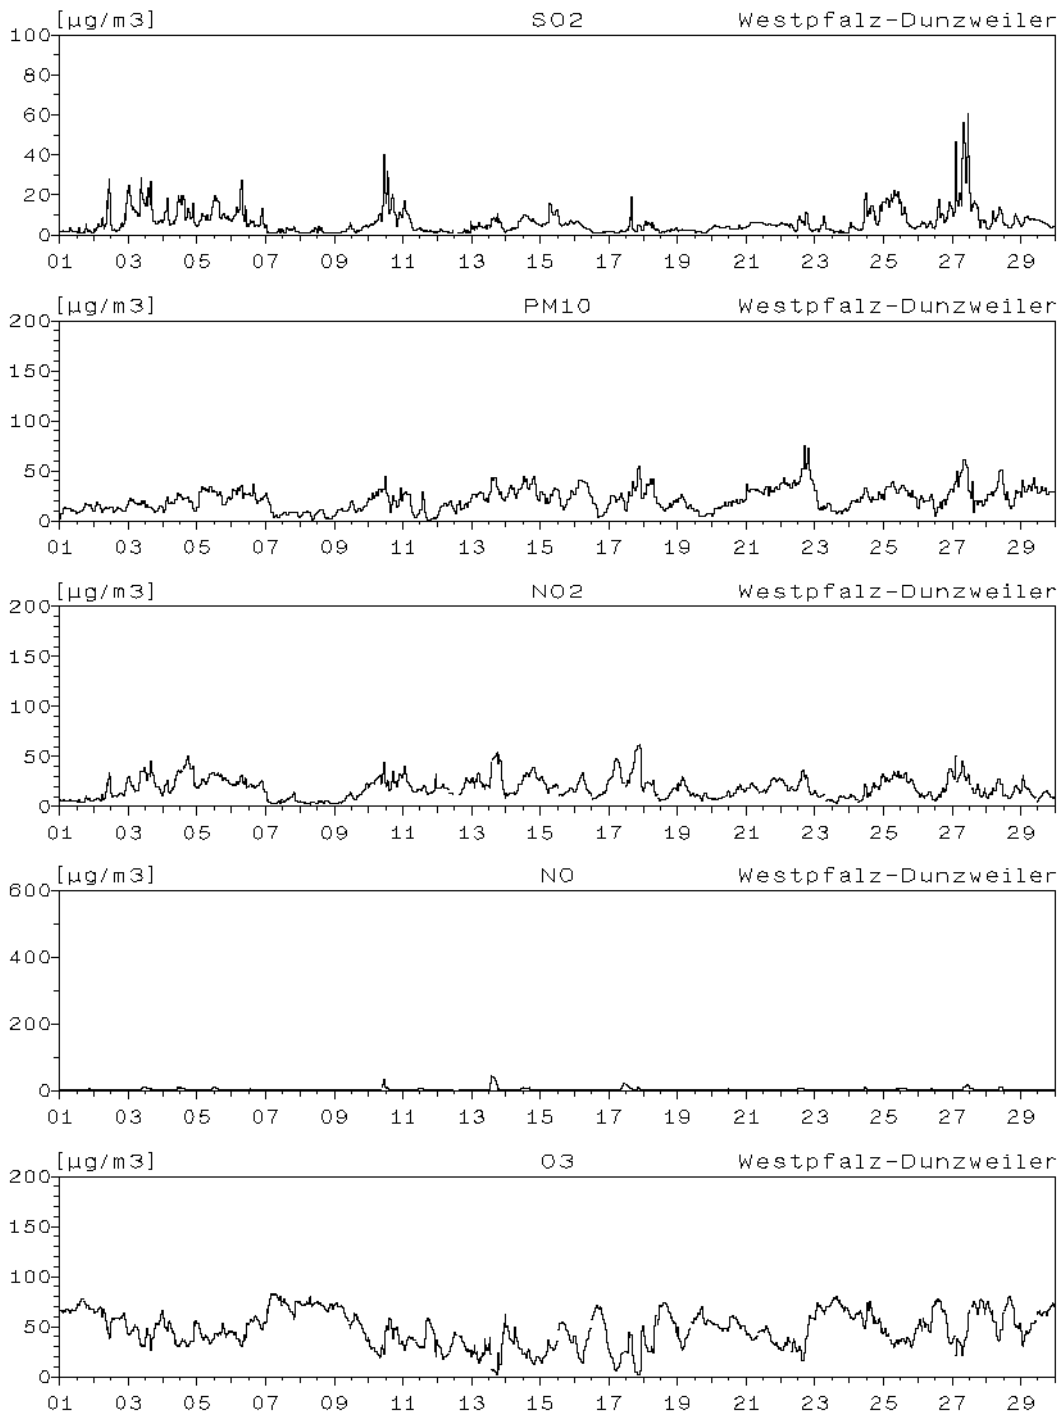 [µg/m3] SO2 Westpfalz-Dunzweiler
100
80
60
40
20
0
01 03 05 07 09 11 13 15 17 19 21 23 25 27 29
[µg/m3] PM10 Westpfalz-Dunzweiler
200
150
100
50
0
01 03 05 07 09 11 13 15 17 19 21 23 25 27 29
[µg/m3] NO2 Westpfalz-Dunzweiler
200
150
100
50
0
01 03 05 07 09 11 13 15 17 19 21 23 25 27 29
[µg/m3] NO Westpfalz-Dunzweiler
600
400
200
0
01 03 05 07 09 11 13 15 17 19 21 23 25 27 29
[µg/m3] O3 Westpfalz-Dunzweiler
200
150
100
50
0
01 03 05 07 09 11 13 15 17 19 21 23 25 27 29